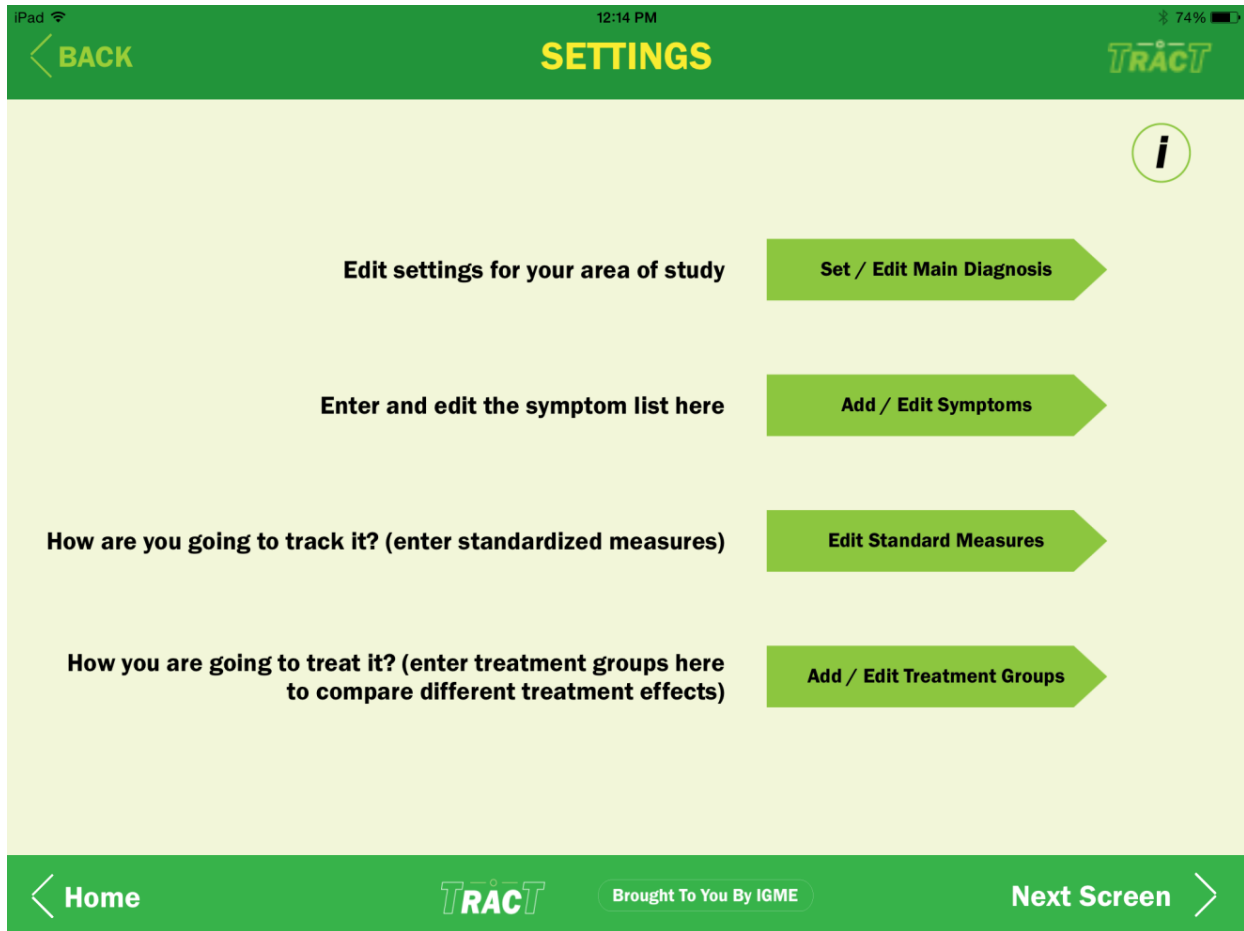 iPad 12:14 PM 74%
BACK SETTINGS TRACT
i
Edit settings for your area of study Set / Edit Main Diagnosis
Enter and edit the symptom list here Add / Edit Symptoms
How are you going to track it? (enter standardized measures) Edit Standard Measures
How you are going to treat it? (enter treatment groups here
to compare different treatment effects) Add / Edit Treatment Groups
Home TRACT Brought To You By IGME Next Screen